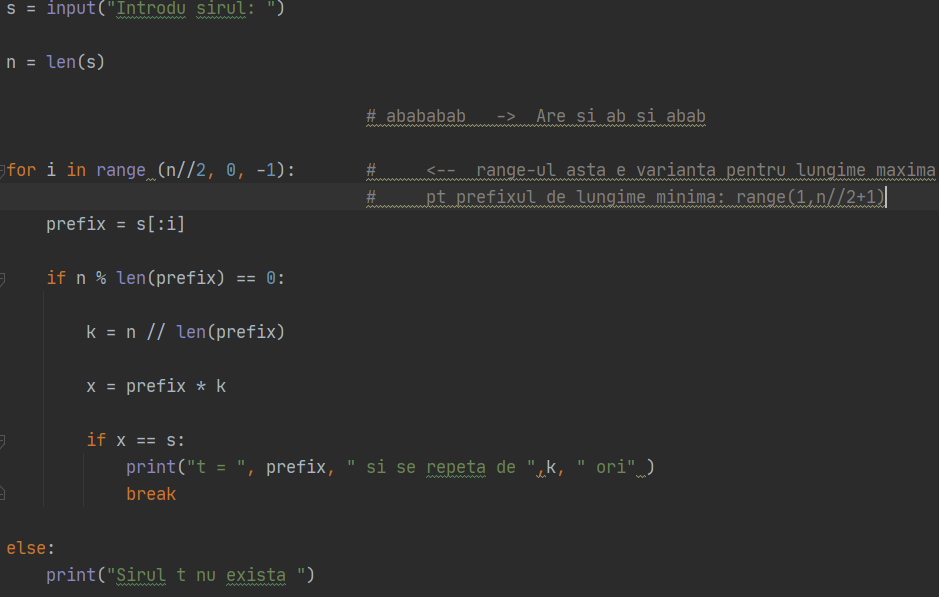 s = input("Introdu sirul: ")
n = len(s)
# abababab   ->  Are si ab si abab
for i in range (n//2, 0, -1):       #     <--  range-ul asta e varianta pentru lungime maxima
#     pt prefixul de lungime minima: range(1,n//2+1)
    prefix = s[:i]
    if n % len(prefix) == 0:
        k = n // len(prefix)
        x = prefix * k
        if x == s:
            print("t = ", prefix, " si se repeta de ",k, " ori" )
            break
else:
    print("Sirul t nu exista ")